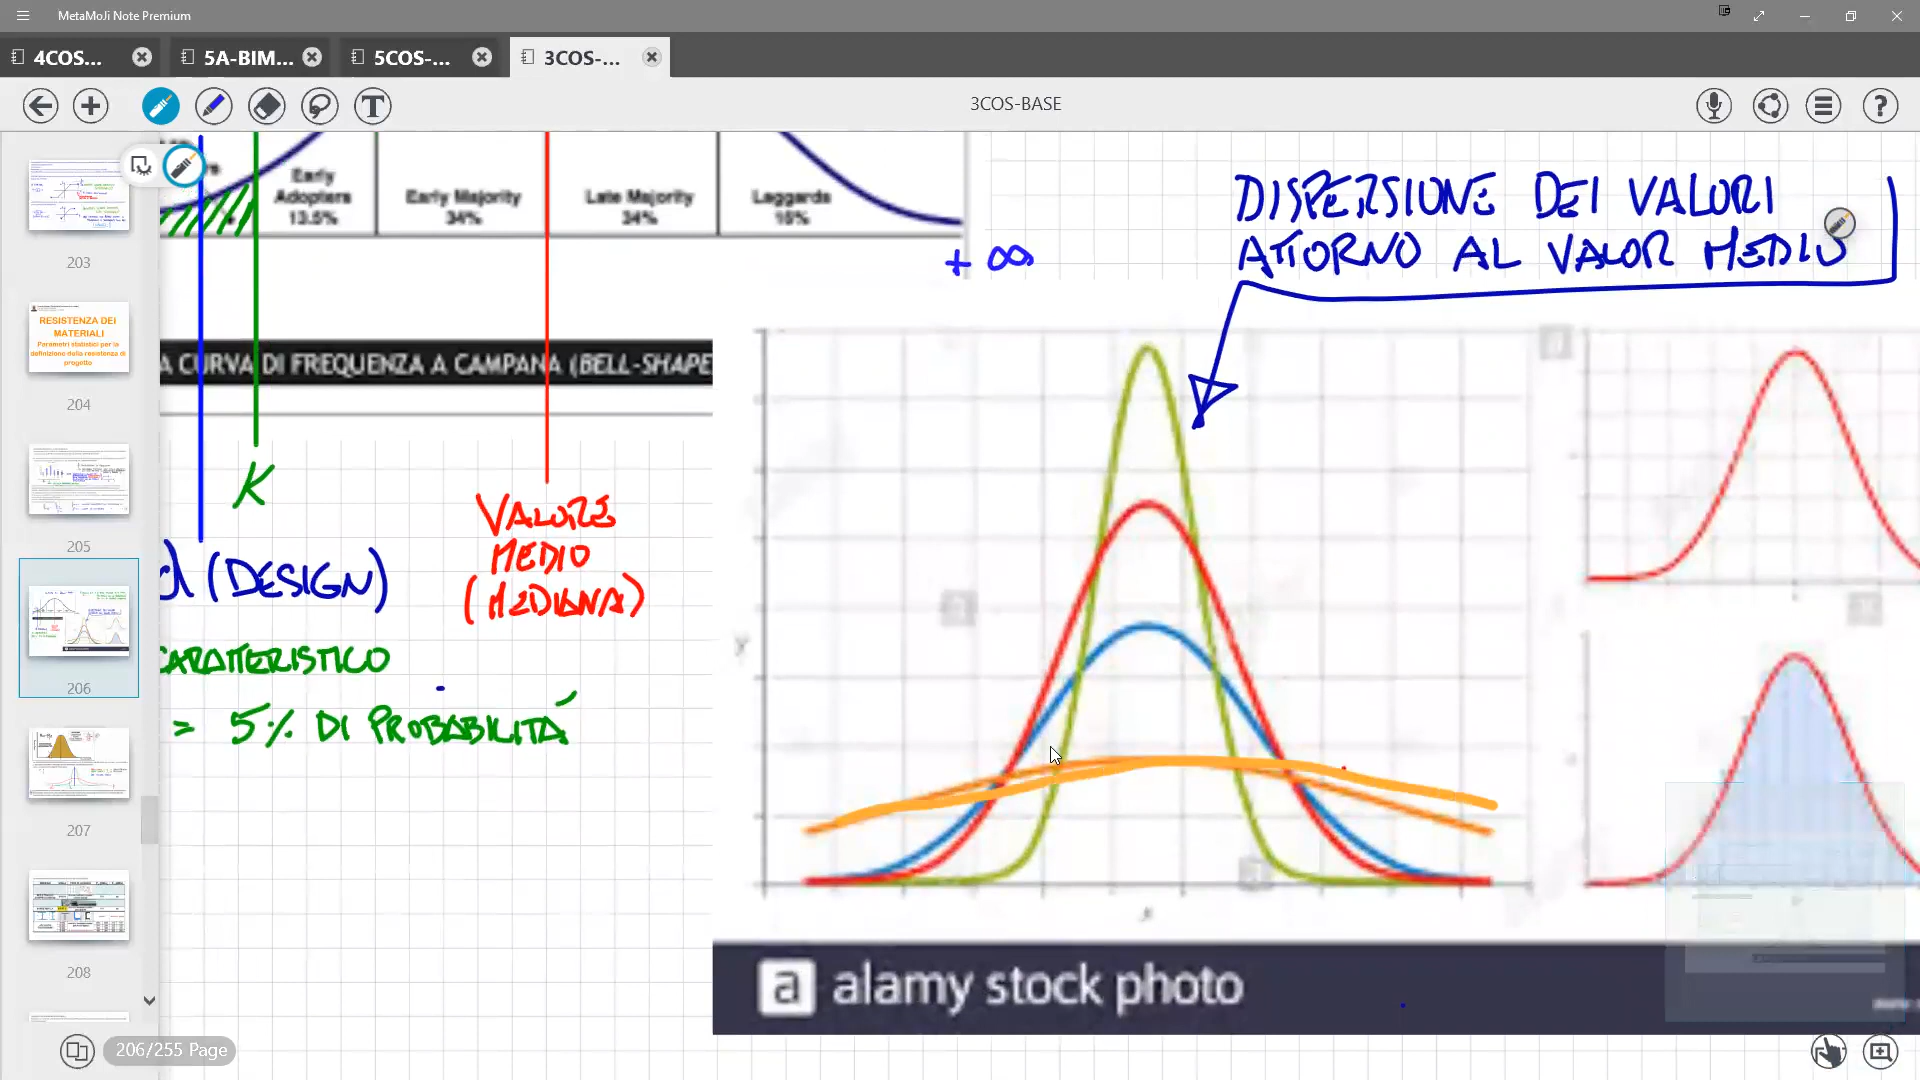 MetaMoJi Note Premium
4COS...
5A-BIM...
5COS-...
3COS-...
3COS-BASE
203
RESISTENZA DEI
MATERIALI
Parametri statistici per la
definizione della resistenza di
progetto
204
205
206
207
208
206/255 Page
Early
Adopters
13.5%
Early Majority
34%
Late Majority
34%
Laggards
16%
+ ∞
DISPERSIONE DEI VALORI
ATTORNO AL VALOR MEDIO
A CURVA DI FREQUENZA A CAMPANA (BELL-SHAPE
K
VALORE
MEDIO
(MEDIANA)
d (DESIGN)
CARATTERISTICO
= 5% DI PROBABILITÁ
y
x
a alamy stock photo